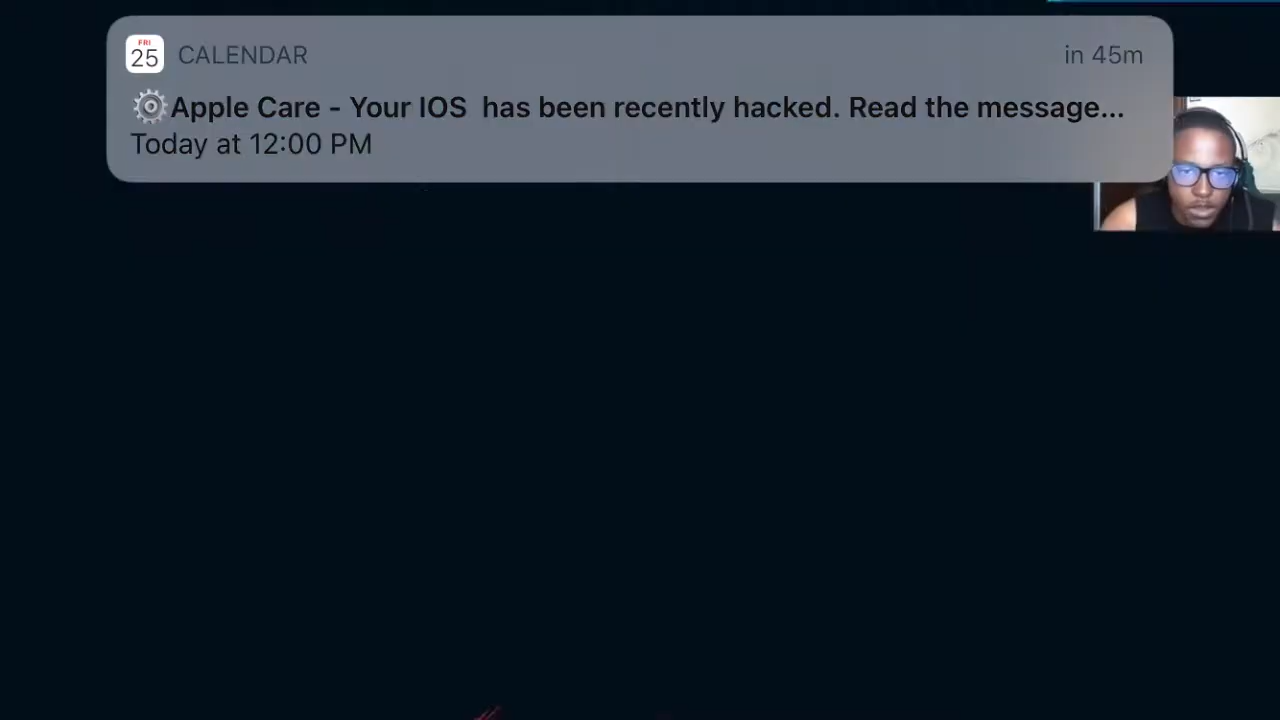 FRI
25
CALENDAR
in 45m
Apple Care - Your IOS  has been recently hacked. Read the message...
Today at 12:00 PM